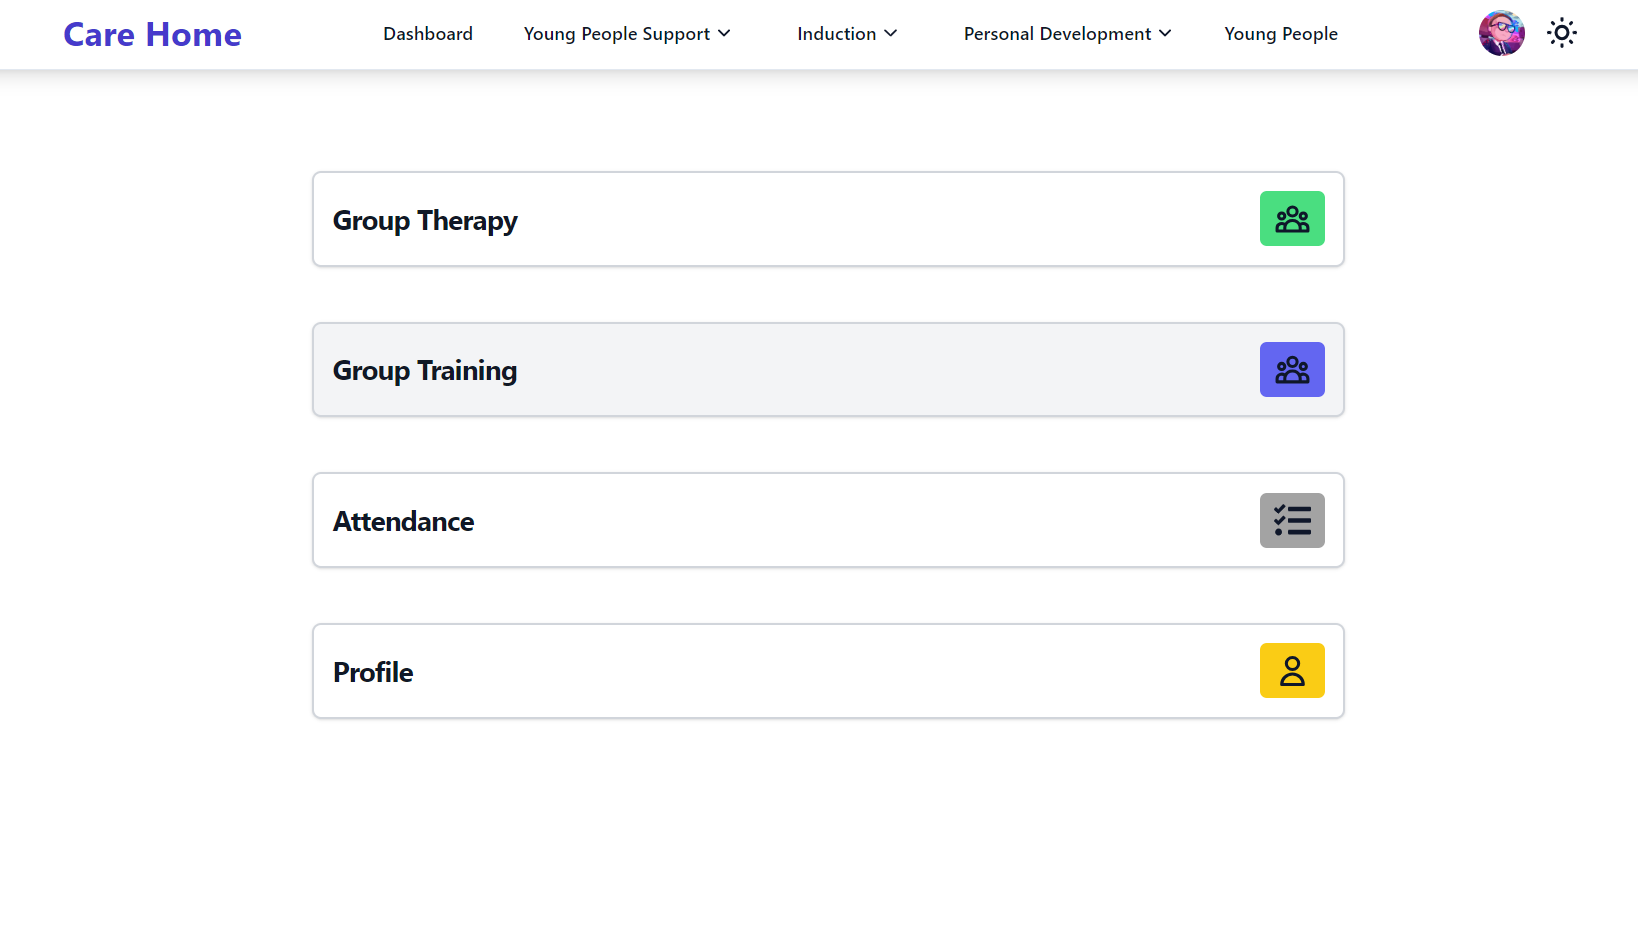 Care Home
Dashboard
Young People Support
Induction
Personal Development
Young People
Group Therapy
Group Training
Attendance
Profile